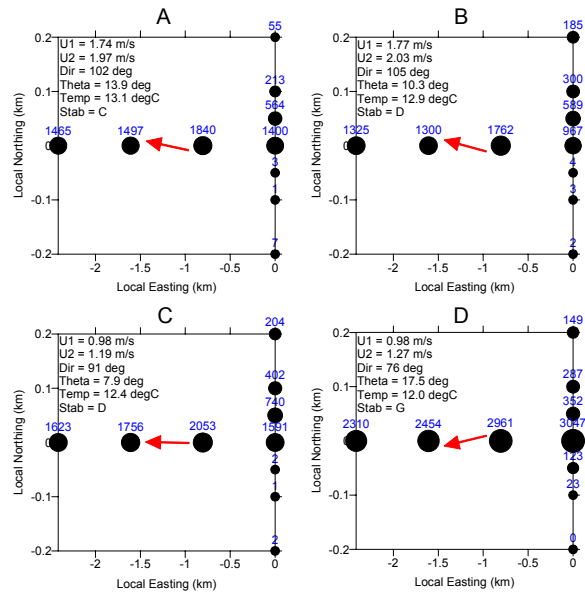 A
U1 = 1.74 m/s
U2 = 1.97 m/s
Dir = 102 deg
Theta = 13.9 deg
Temp = 13.1 degC
Stab = C
55
213
564
1465 1497 1840 1400
3
1
7
0.2
0.1
0
-0.1
-0.2
-2 -1.5 -1 -0.5 0
Local Northing (km)
Local Easting (km)
B
U1 = 1.77 m/s
U2 = 2.03 m/s
Dir = 105 deg
Theta = 10.3 deg
Temp = 12.9 degC
Stab = D
185
300
589
1325 1300 1762 967
4
3
2
0.2
0.1
0
-0.1
-0.2
-2 -1.5 -1 -0.5 0
Local Northing (km)
Local Easting (km)
C
U1 = 0.98 m/s
U2 = 1.19 m/s
Dir = 91 deg
Theta = 7.9 deg
Temp = 12.4 degC
Stab = D
204
402
740
1623 1756 2053 1591
2
1
2
0.2
0.1
0
-0.1
-0.2
-2 -1.5 -1 -0.5 0
Local Northing (km)
Local Easting (km)
D
U1 = 0.98 m/s
U2 = 1.27 m/s
Dir = 76 deg
Theta = 17.5 deg
Temp = 12.0 degC
Stab = G
149
287
352
2310 2454 2961 3047
123
23
0
0.2
0.1
0
-0.1
-0.2
-2 -1.5 -1 -0.5 0
Local Northing (km)
Local Easting (km)